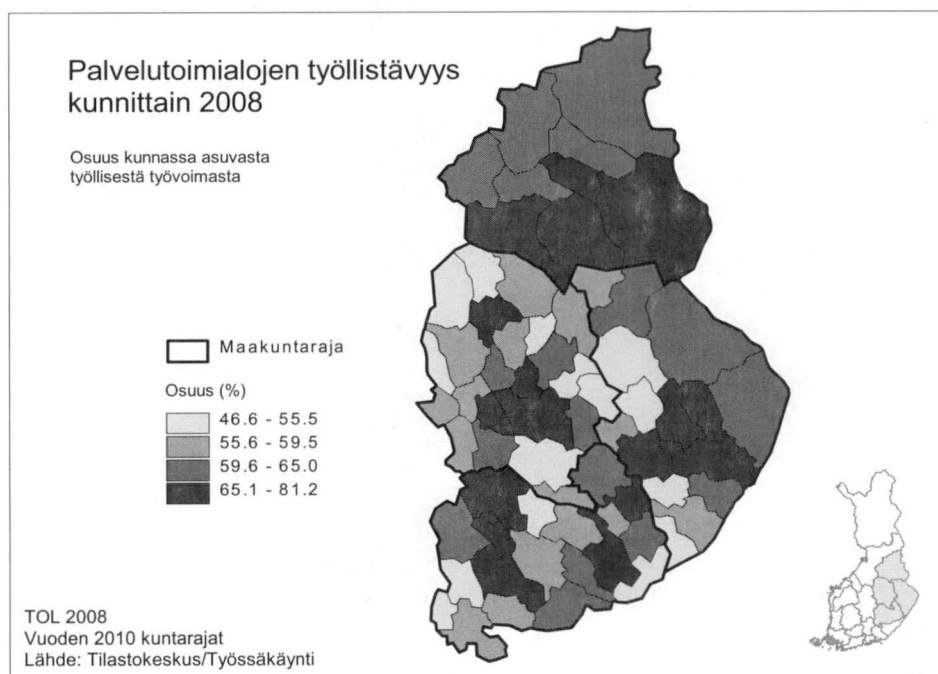 Palvelutoimialojen työllistävyys
kunnittain 2008
Osuus kunnassa asuvasta
työllisestä työvoimasta
Maakuntaraja
Osuus (%)
46.6 - 55.5
55.6 - 59.5
59.6 - 65.0
65.1 - 81.2
TOL 2008
Vuoden 2010 kuntarajat
Lähde: Tilastokeskus/Työssäkäynti